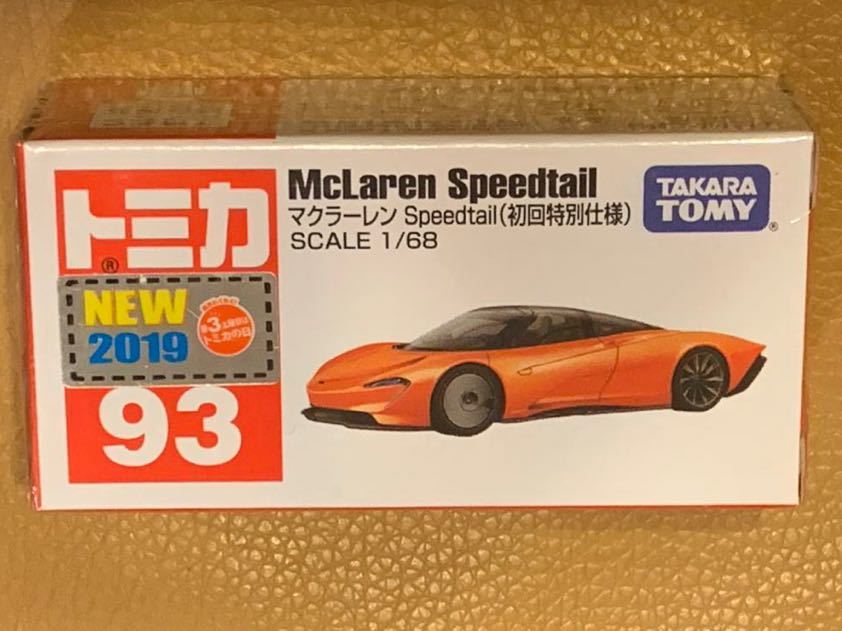 トミカ
®
NEW
2019
第3土曜日は
トミカの日
93
McLaren Speedtail
マクラーレン Speedtail(初回特別仕様)
SCALE 1/68
TAKARA
TOMY
®